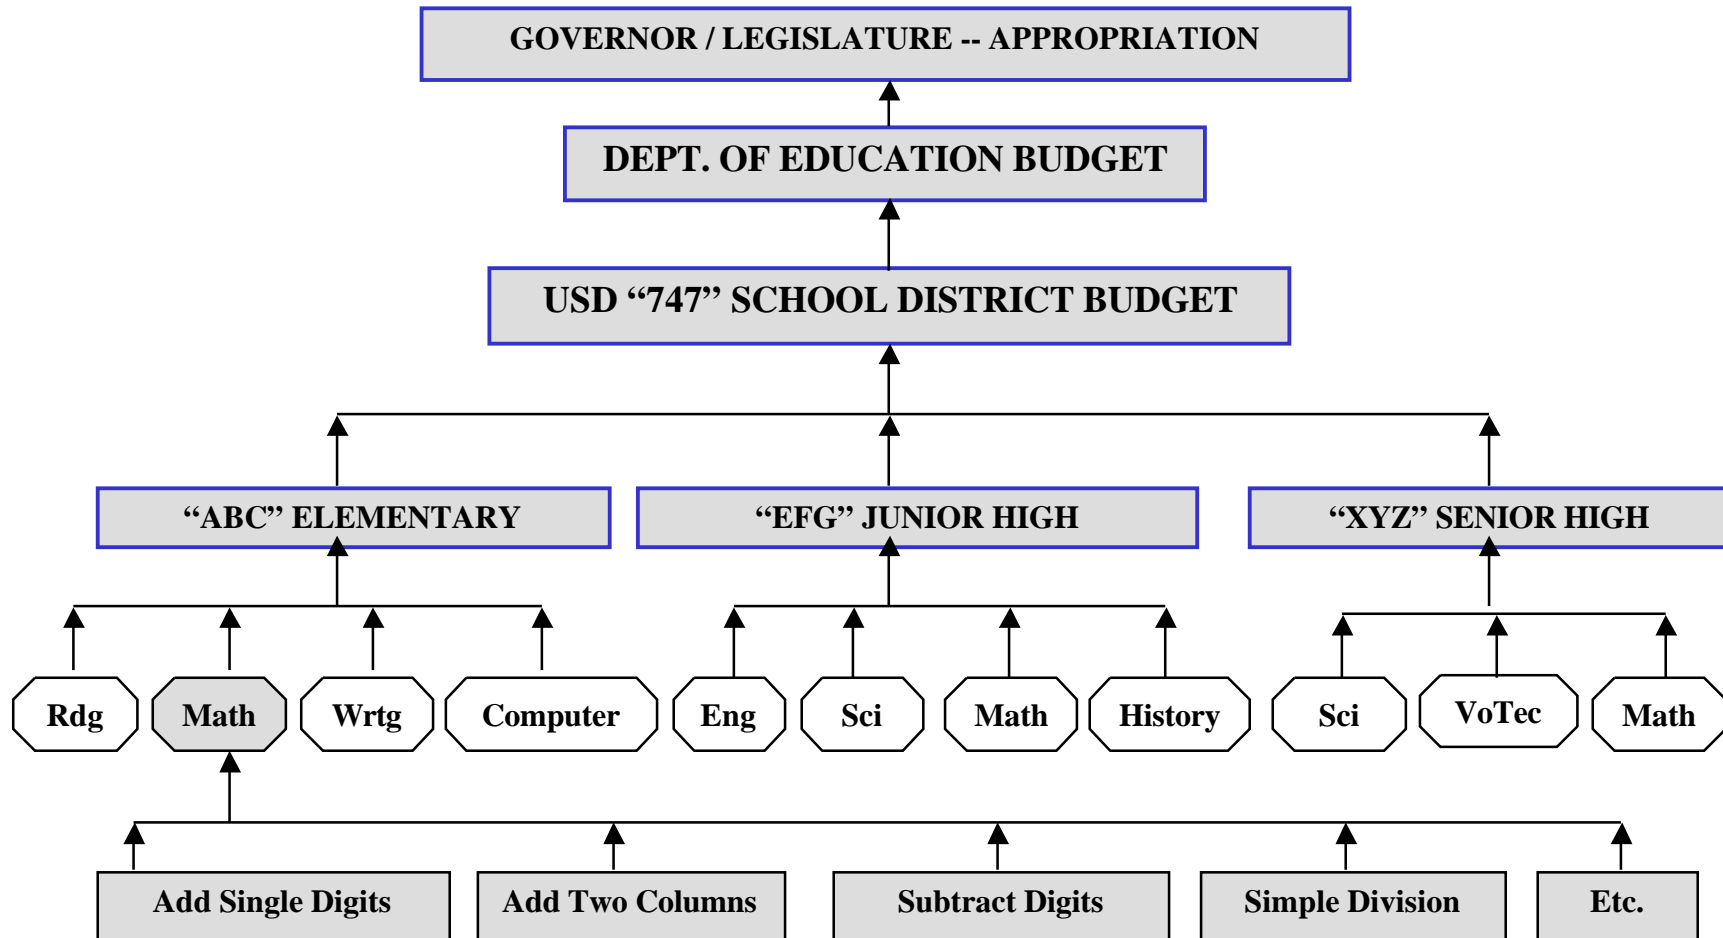 GOVERNOR / LEGISLATURE -- APPROPRIATION
DEPT. OF EDUCATION BUDGET
USD “747” SCHOOL DISTRICT BUDGET
“ABC” ELEMENTARY
“EFG” JUNIOR HIGH
“XYZ” SENIOR HIGH
Rdg
Math
Wrtg
Computer
Eng
Sci
Math
History
Sci
VoTec
Math
Add Single Digits
Add Two Columns
Subtract Digits
Simple Division
Etc.